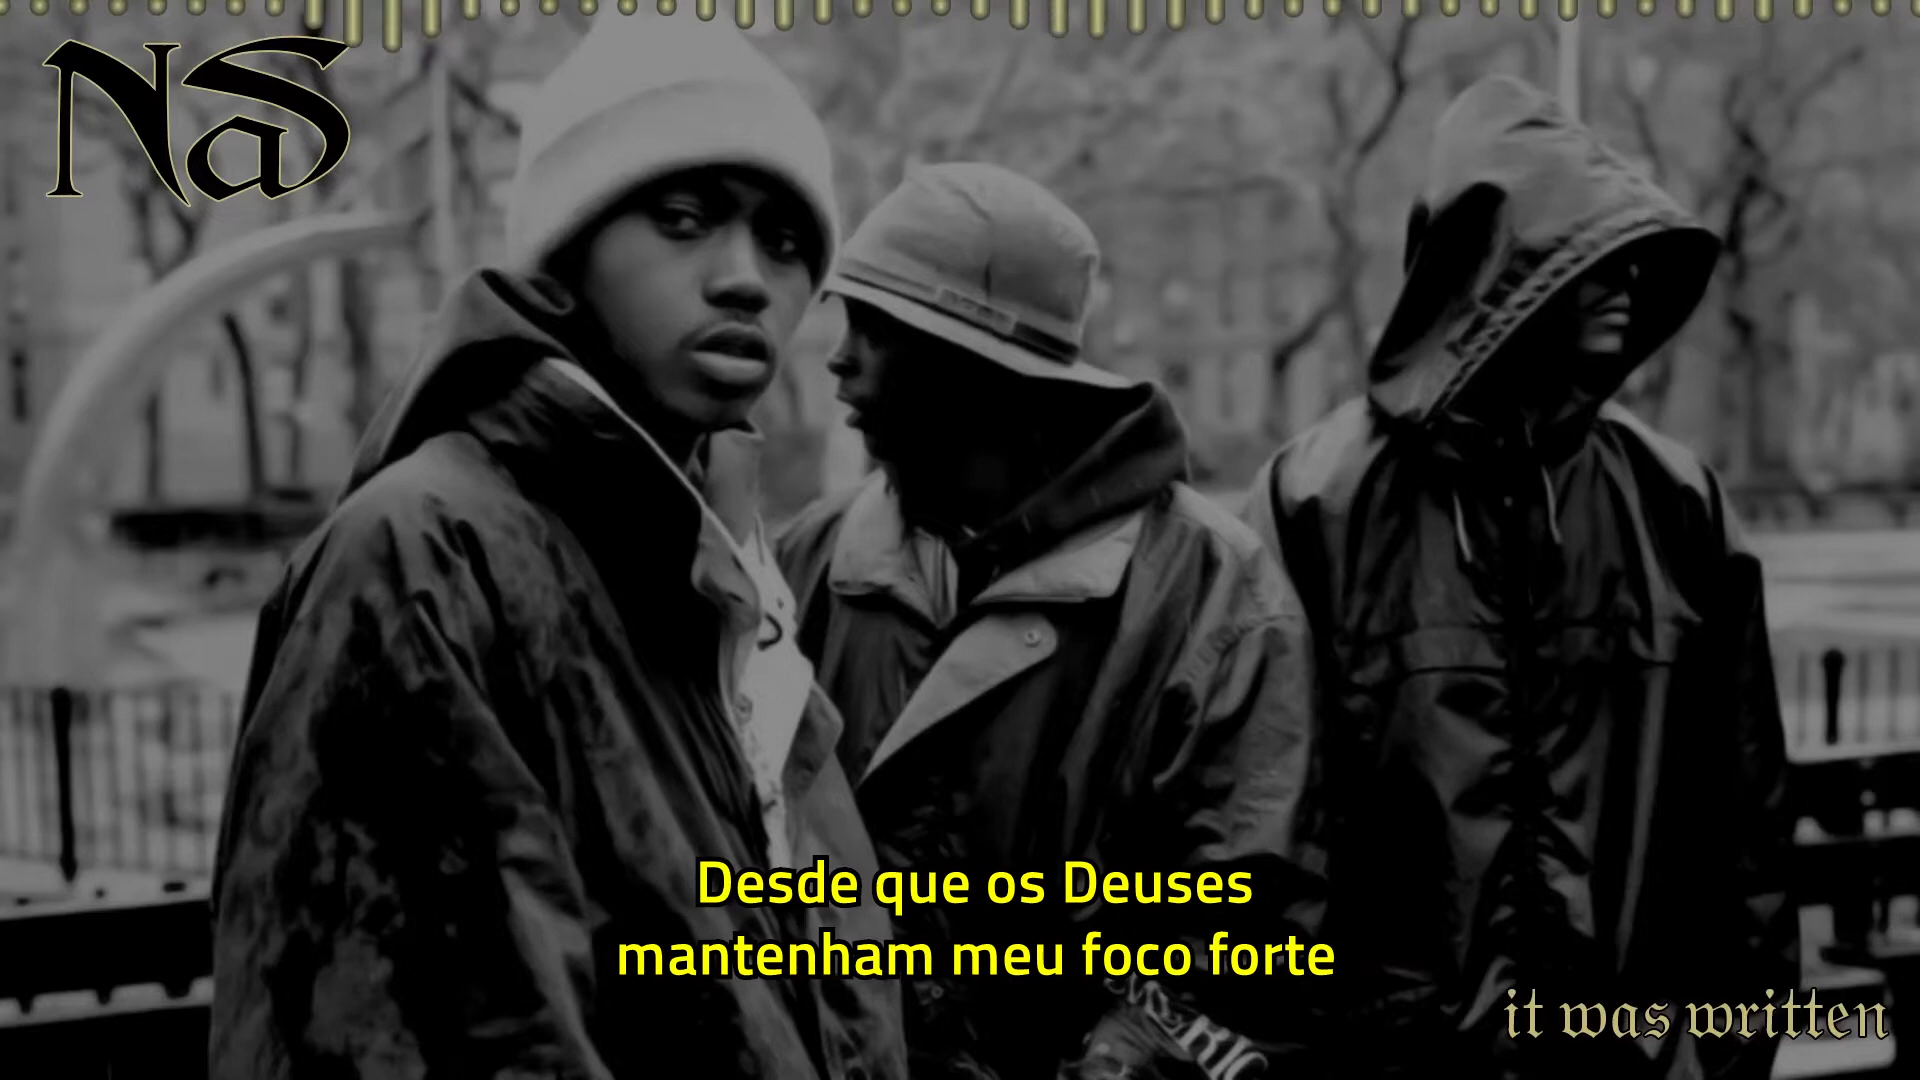 NaS
Desde que os Deuses
mantenham meu foco forte
it was written